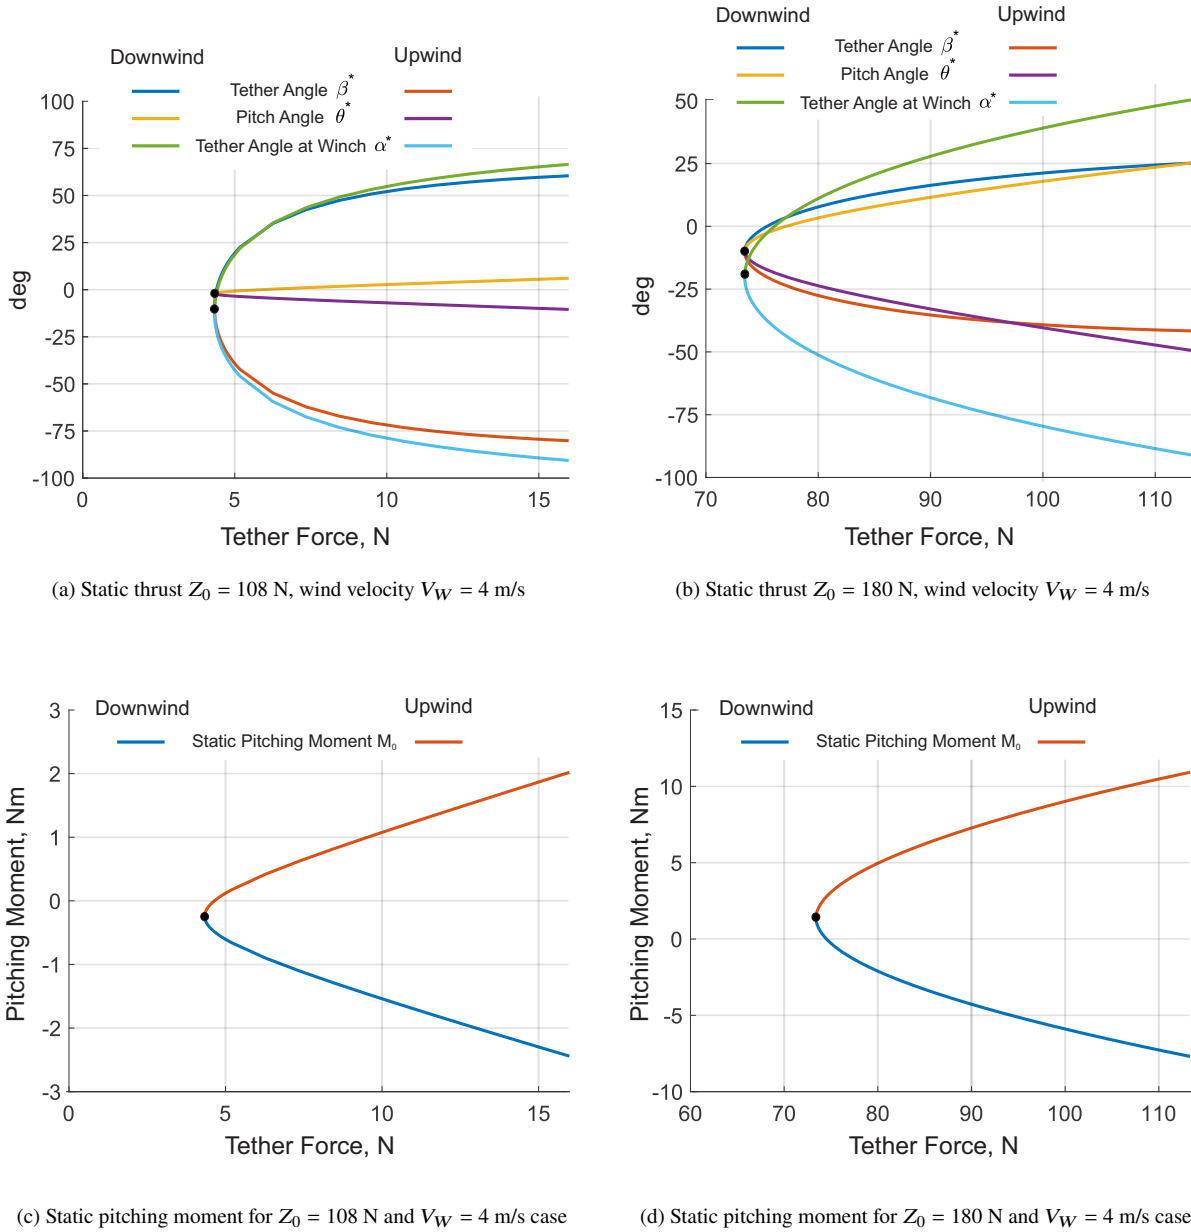 Downwind Upwind
Tether Angle β*
Pitch Angle θ*
Tether Angle at Winch α*
100
75
50
25
0
-25
-50
-75
-100
deg
0 5 10 15
Tether Force, N
(a) Static thrust Z₀ = 108 N, wind velocity V_W = 4 m/s
Downwind Upwind
Tether Angle β*
Pitch Angle θ*
Tether Angle at Winch α*
50
25
0
-25
-50
-75
-100
deg
70 80 90 100 110
Tether Force, N
(b) Static thrust Z₀ = 180 N, wind velocity V_W = 4 m/s
Downwind Upwind
Static Pitching Moment M₀
3
2
1
0
-1
-2
-3
Pitching Moment, Nm
0 5 10 15
Tether Force, N
(c) Static pitching moment for Z₀ = 108 N and V_W = 4 m/s case
Downwind Upwind
Static Pitching Moment M₀
15
10
5
0
-5
-10
Pitching Moment, Nm
60 70 80 90 100 110
Tether Force, N
(d) Static pitching moment for Z₀ = 180 N and V_W = 4 m/s case